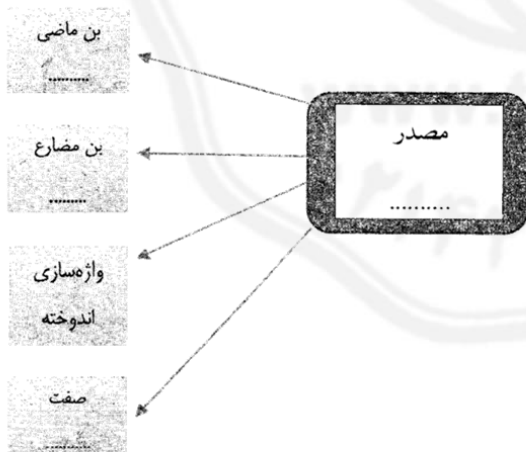 مصدر
..........
بن ماضی
.........
بن مضارع
.........
واژه‌سازی
اندوخته
صفت
..........